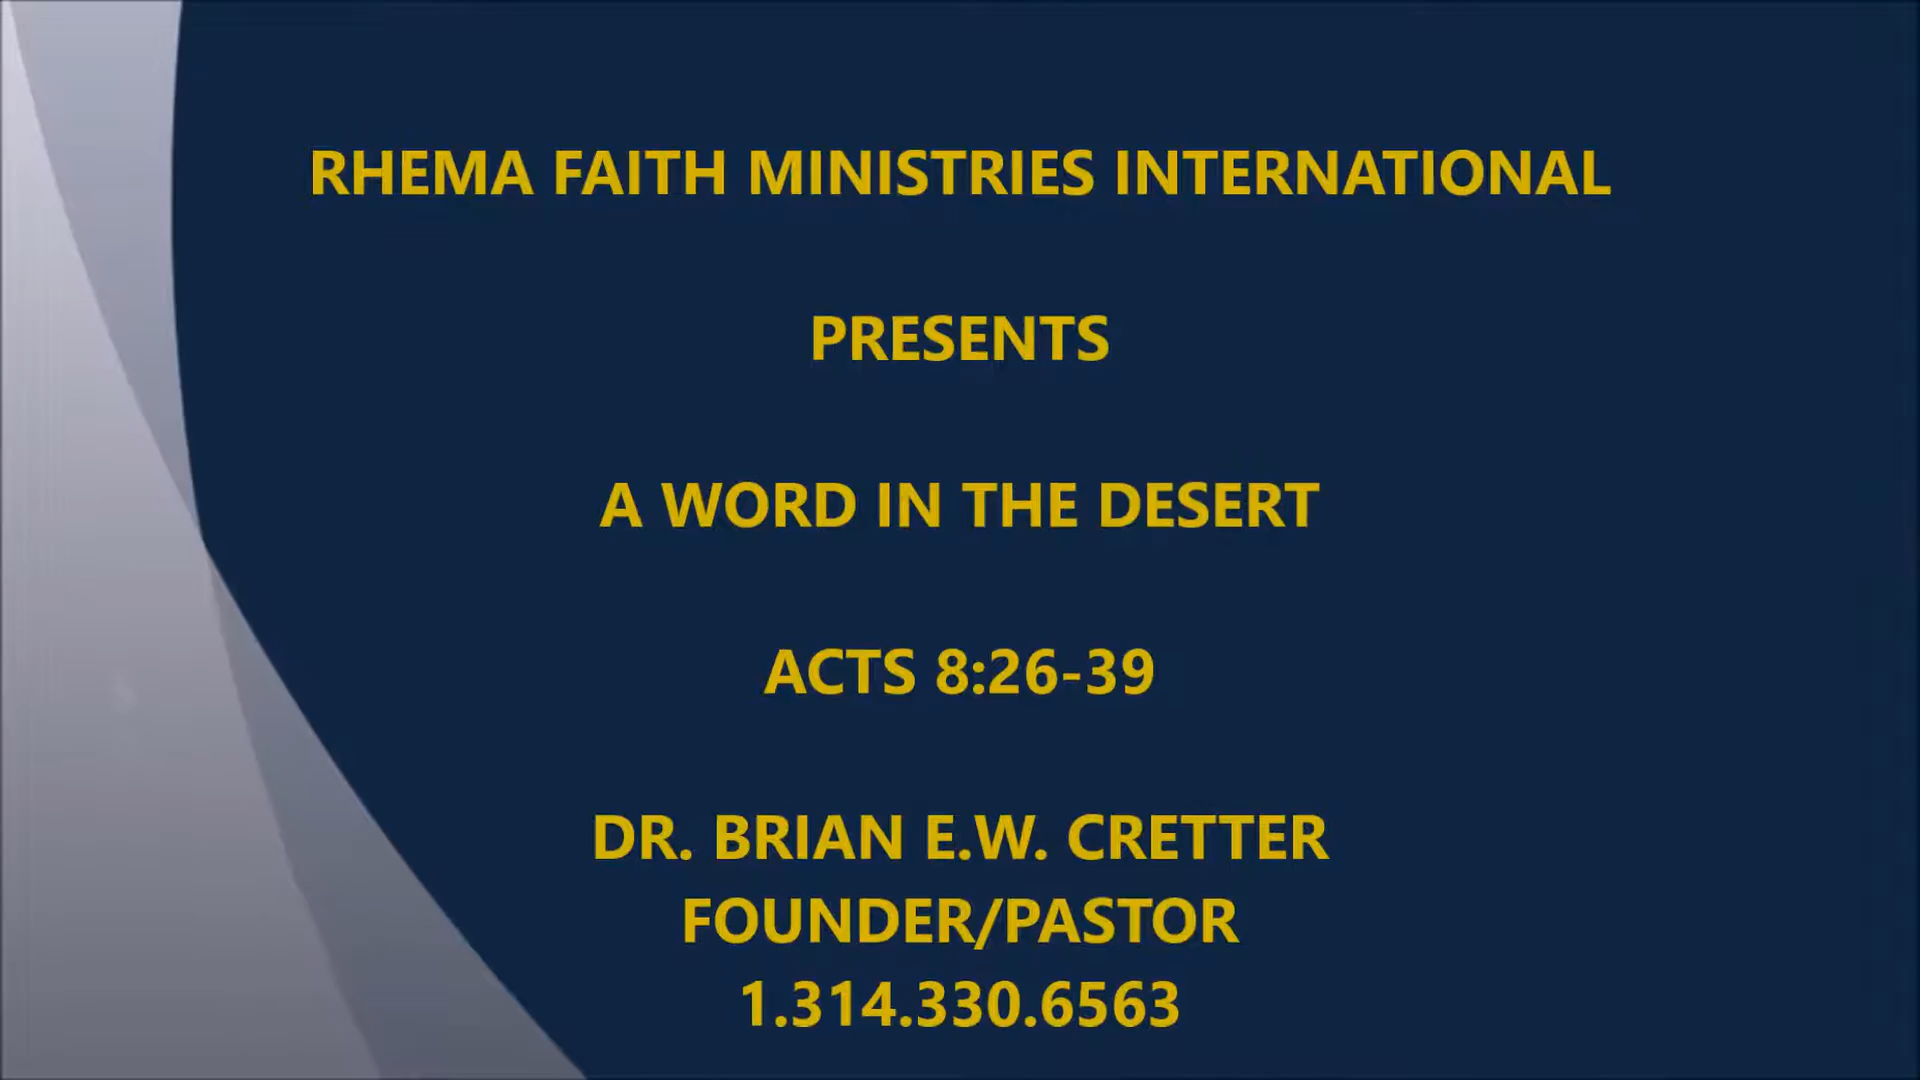 RHEMA FAITH MINISTRIES INTERNATIONAL
PRESENTS
A WORD IN THE DESERT
ACTS 8:26-39
DR. BRIAN E.W. CRETTER
FOUNDER/PASTOR
1.314.330.6563